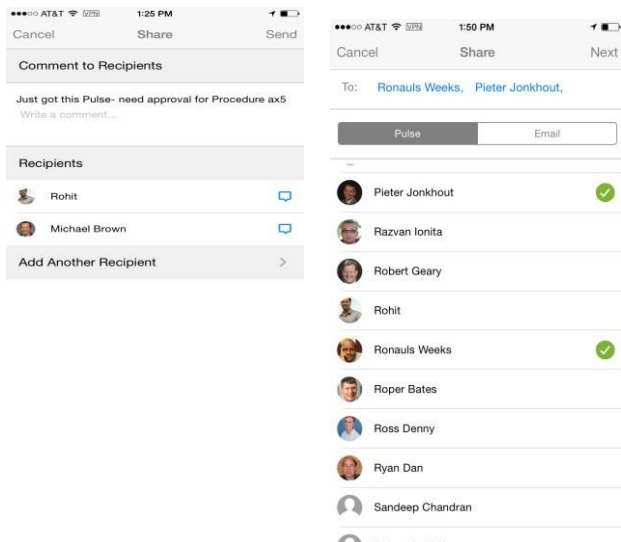 AT&T VPN 1:25 PM
Cancel Share Send
Comment to Recipients
Just got this Pulse- need approval for Procedure ax5
Write a comment...
Recipients
Rohit
Michael Brown
Add Another Recipient
AT&T VPN 1:50 PM
Cancel Share Next
To: Ronauls Weeks, Pieter Jonkhout,
Pulse Email
Pieter Jonkhout
Razvan Ionita
Robert Geary
Rohit
Ronauls Weeks
Roper Bates
Ross Denny
Ryan Dan
Sandeep Chandran